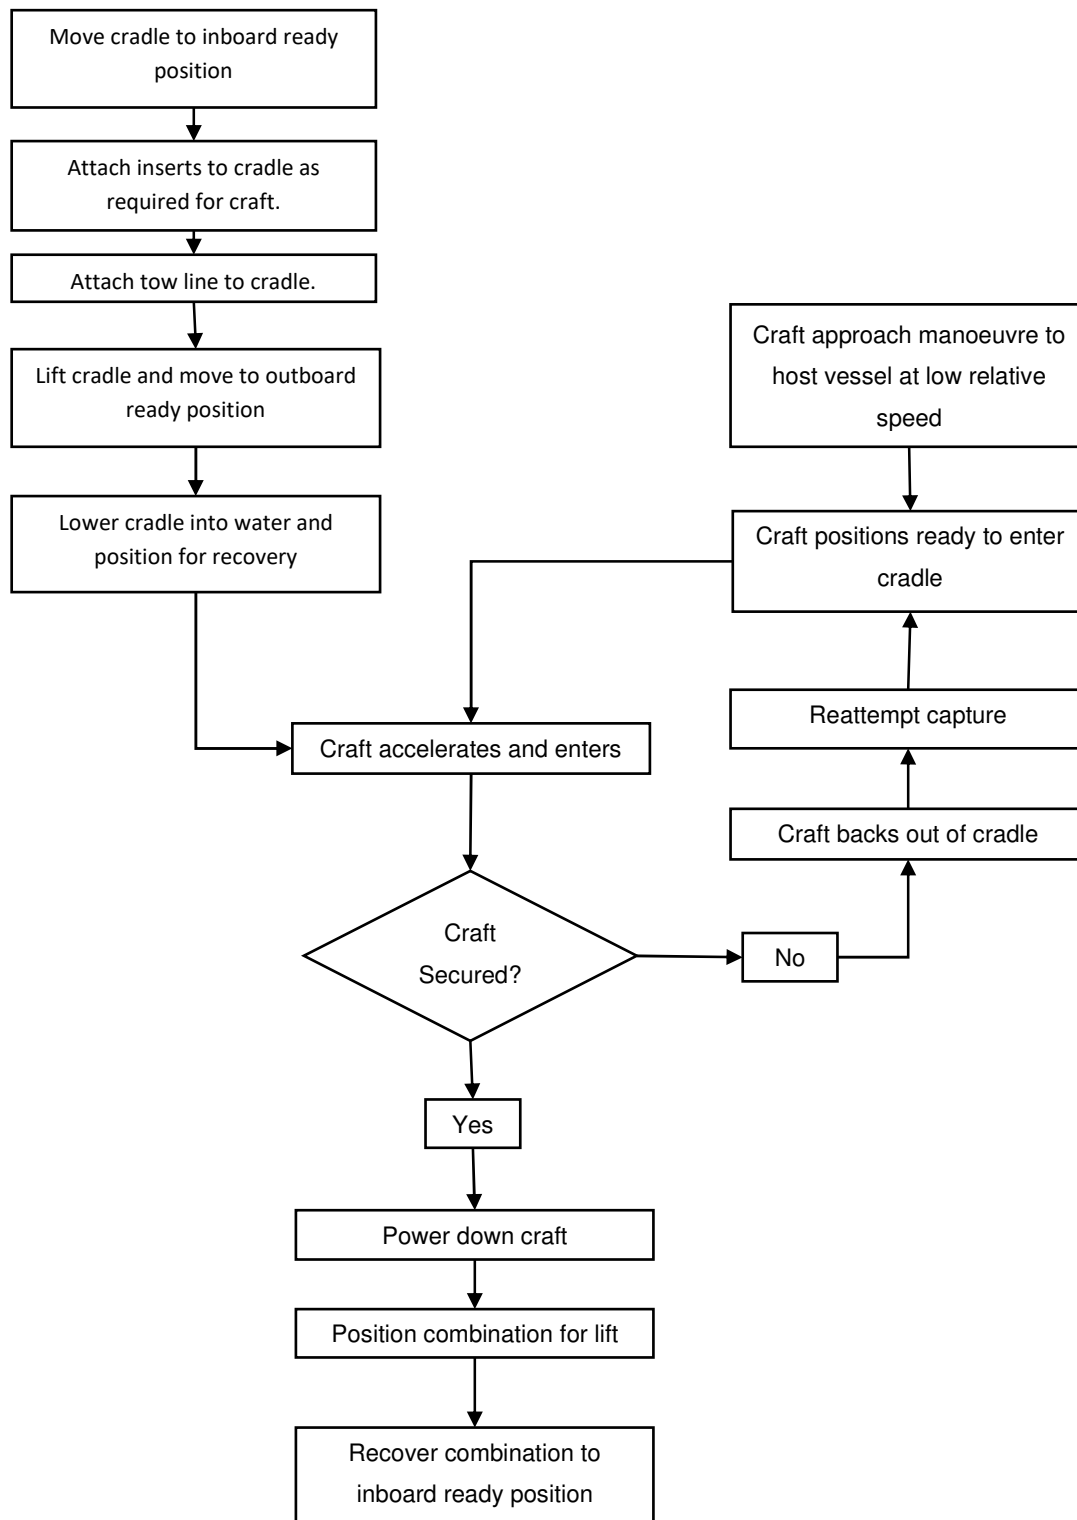 Move cradle to inboard ready
position
Attach inserts to cradle as
required for craft.
Attach tow line to cradle.
Lift cradle and move to outboard
ready position
Lower cradle into water and
position for recovery
Craft approach manoeuvre to
host vessel at low relative
speed
Craft positions ready to enter
cradle
Reattempt capture
Craft backs out of cradle
Craft accelerates and enters
Craft
Secured?
No
Yes
Power down craft
Position combination for lift
Recover combination to
inboard ready position